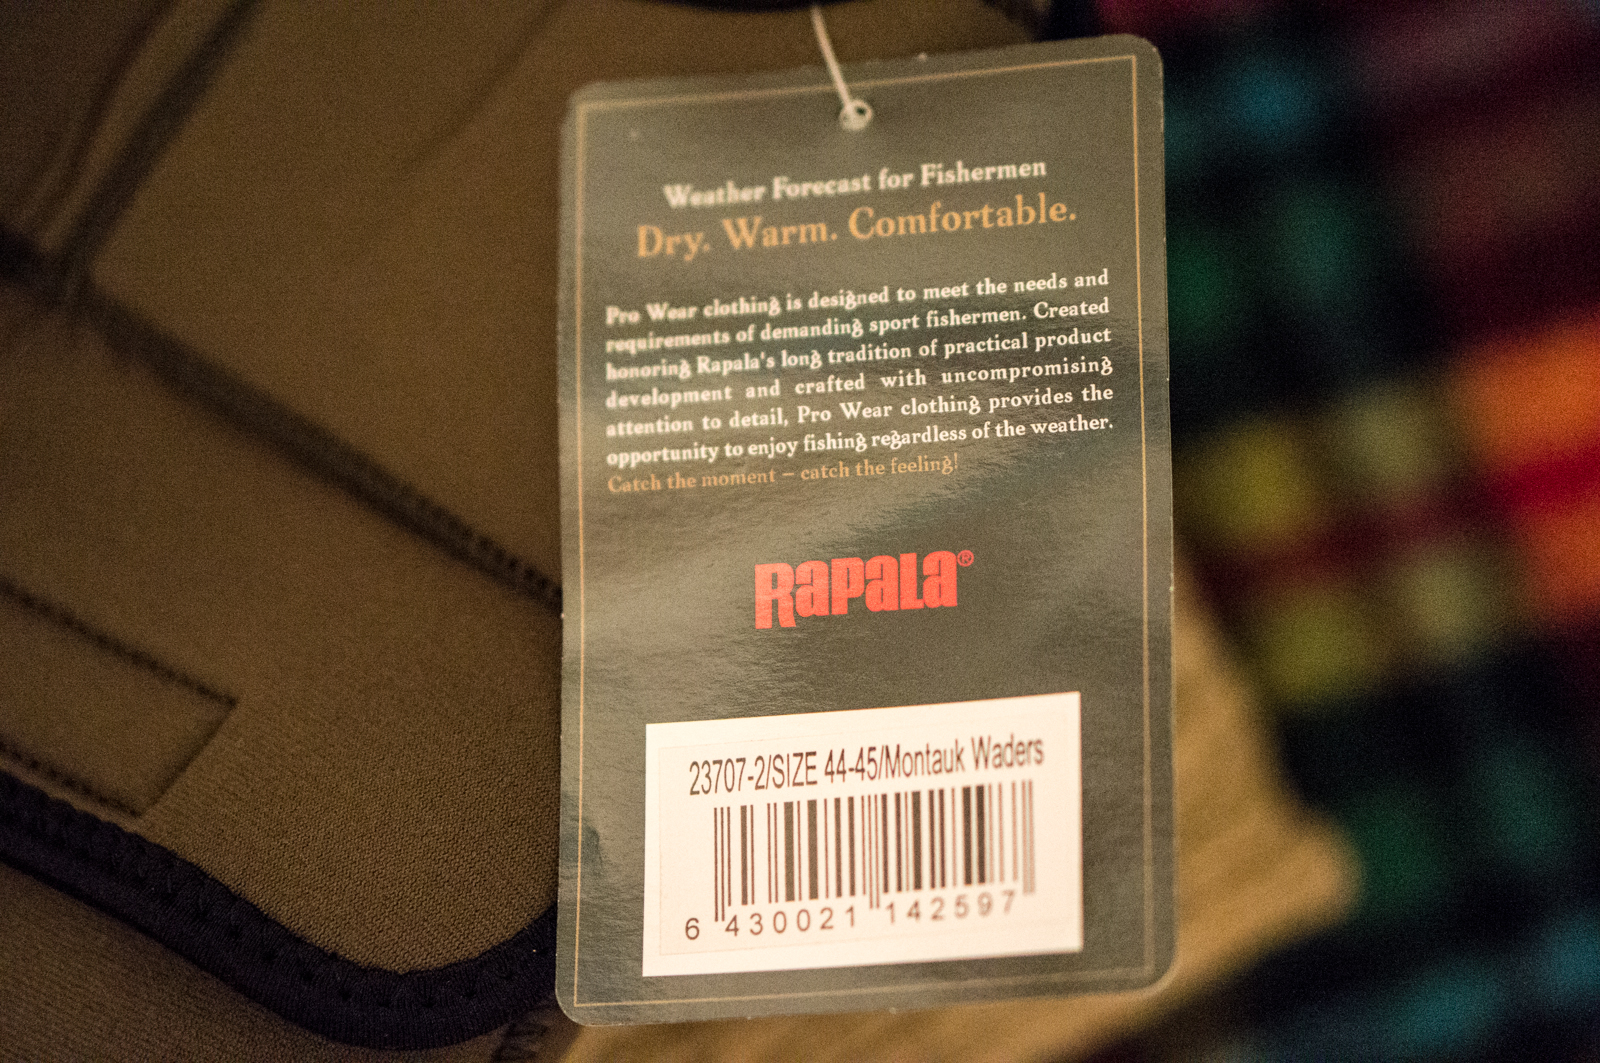 Weather Forecast for Fishermen
Dry. Warm. Comfortable.
Pro Wear clothing is designed to meet the needs and
requirements of demanding sport fishermen. Created
honoring Rapala's long tradition of practical product
development and crafted with uncompromising
attention to detail, Pro Wear clothing provides the
opportunity to enjoy fishing regardless of the weather.
Catch the moment – catch the feeling!
RAPALA®
23707-2/SIZE 44-45/Montauk Waders
6 430021 142597